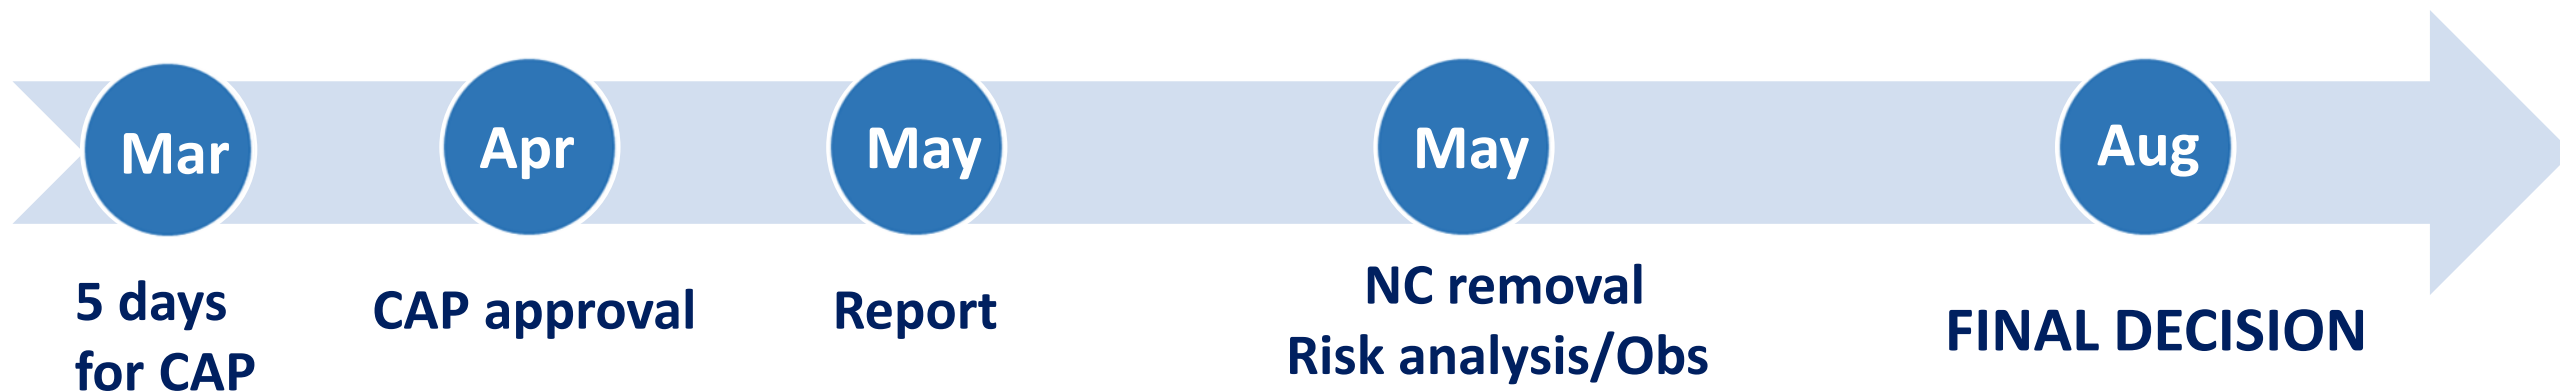 Mar
Apr
May
May
Aug
5 days
for CAP
CAP approval
Report
NC removal
Risk analysis/Obs
FINAL DECISION